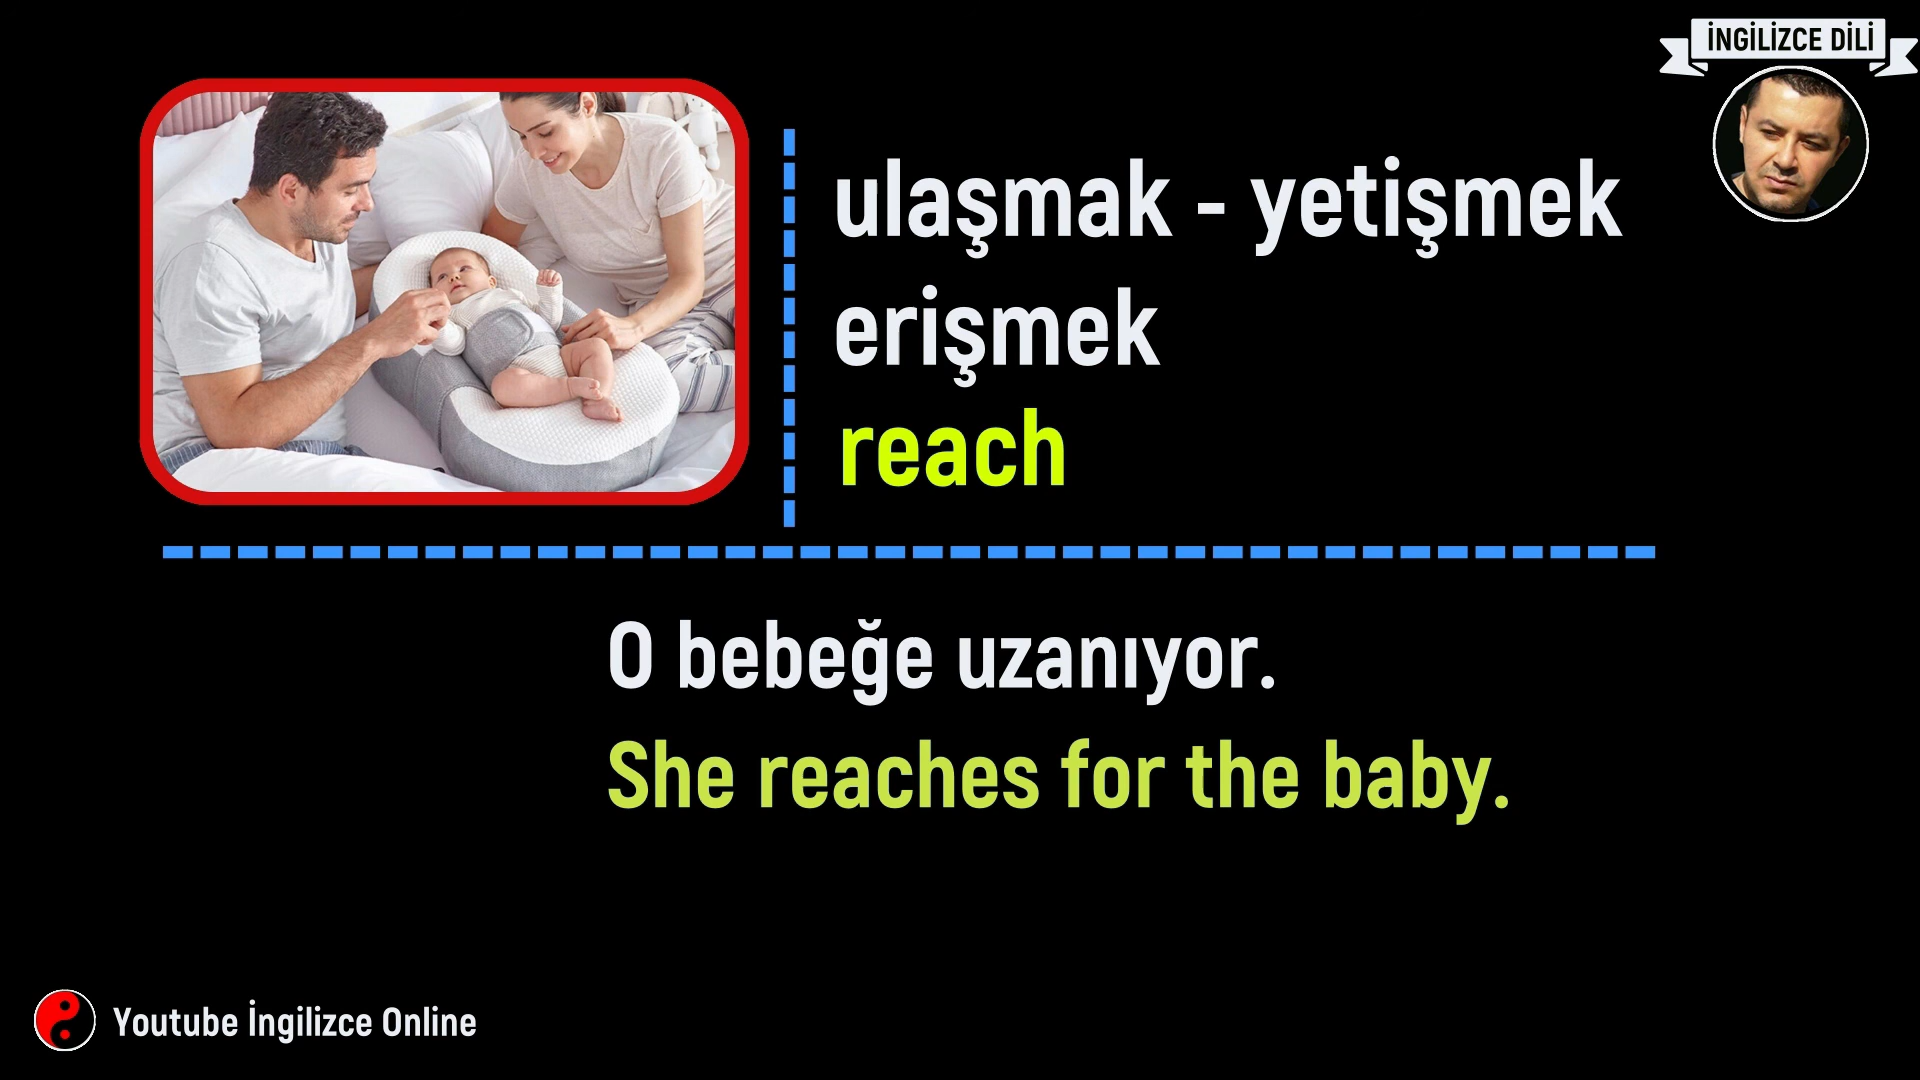 İNGİLİZCE DİLİ
ulaşmak - yetişmek
erişmek
reach
O bebeğe uzanıyor.
She reaches for the baby.
Youtube İngilizce Online